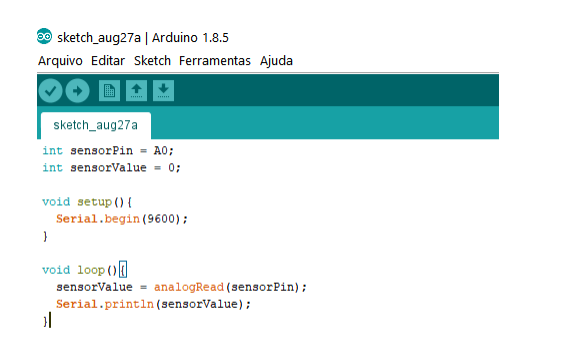 sketch_aug27a | Arduino 1.8.5
Arquivo Editar Sketch Ferramentas Ajuda
sketch_aug27a
int sensorPin = A0;
int sensorValue = 0;
void setup(){
  Serial.begin(9600);
}
void loop(){
  sensorValue = analogRead(sensorPin);
  Serial.println(sensorValue);
}